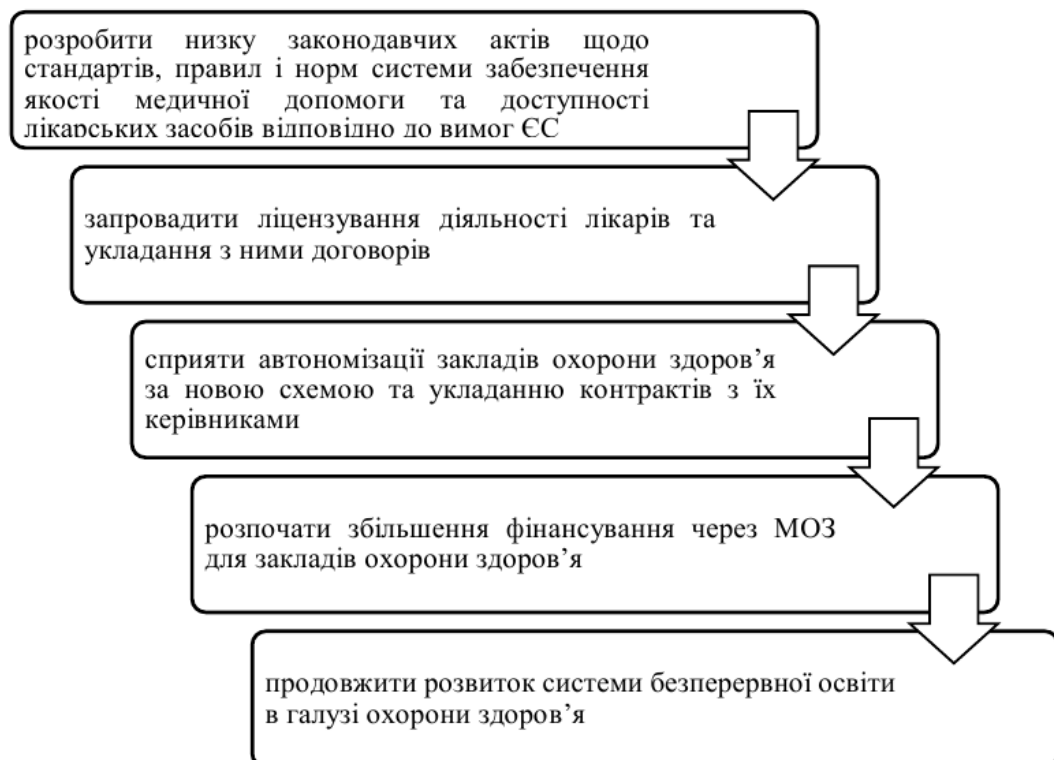 розробити низку законодавчих актів щодо
стандартів, правил і норм системи забезпечення
якості медичної допомоги та доступності
лікарських засобів відповідно до вимог ЄС
запровадити ліцензування діяльності лікарів та
укладання з ними договорів
сприяти автономізації закладів охорони здоров’я
за новою схемою та укладанню контрактів з їх
керівниками
розпочати збільшення фінансування через МОЗ
для закладів охорони здоров’я
продовжити розвиток системи безперервної освіти
в галузі охорони здоров’я